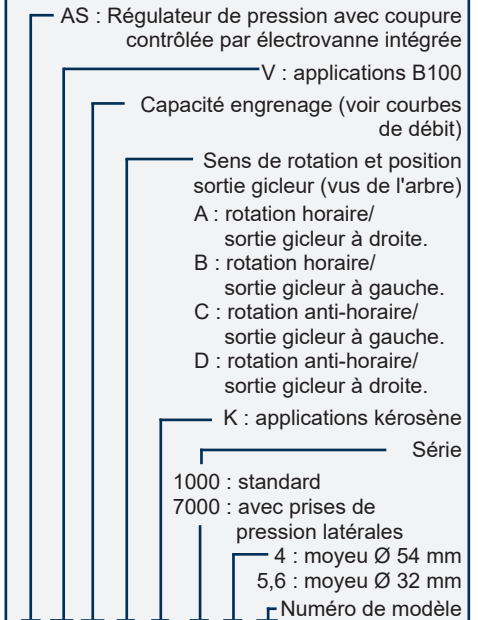 AS : Régulateur de pression avec coupure
contrôlée par électrovanne intégrée
V : applications B100
Capacité engrenage (voir courbes
de débit)
Sens de rotation et position
sortie gicleur (vus de l'arbre)
A : rotation horaire/
sortie gicleur à droite.
B : rotation horaire/
sortie gicleur à gauche.
C : rotation anti-horaire/
sortie gicleur à gauche.
D : rotation anti-horaire/
sortie gicleur à droite.
K : applications kérosène
Série
1000 : standard
7000 : avec prises de
pression latérales
4 : moyeu Ø 54 mm
5,6 : moyeu Ø 32 mm
Numéro de modèle